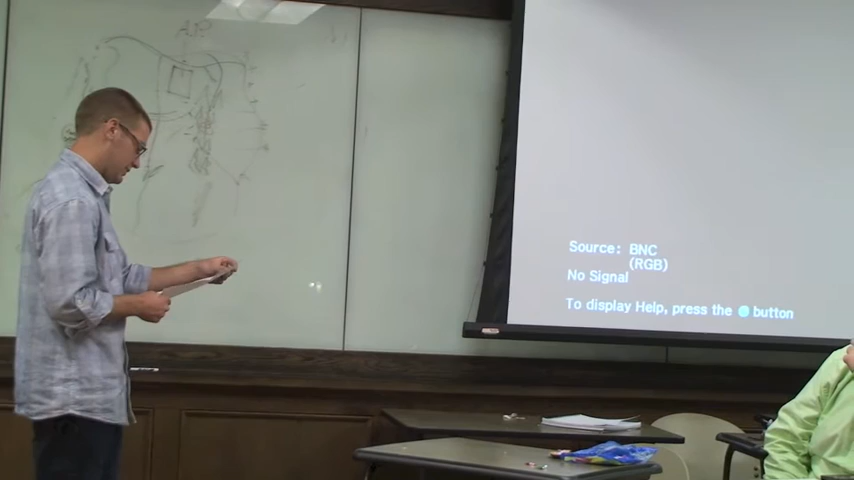 Source: BNC
(RGB)
No Signal
To display Help, press the button